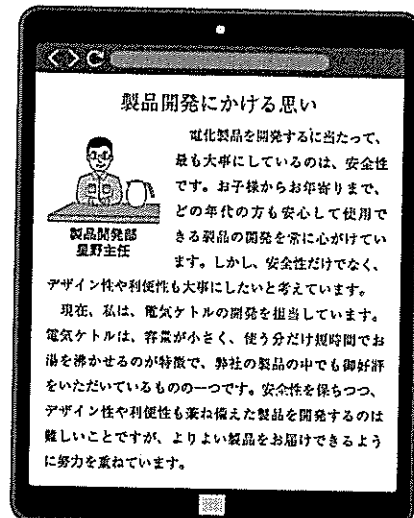 製品開発にかける思い
電化製品を開発するに当たって、
最も大事にしているのは、安全性
です。お子様からお年寄りまで、
どの年代の方も安心して使用で
きる製品の開発を常に心がけてい
ます。しかし、安全性だけでなく、
製品開発部
星野主任
デザイン性や利便性も大事にしたいと考えています。
現在、私は、電気ケトルの開発を担当しています。
電気ケトルは、容量が小さく、使う分だけ短時間でお
湯を沸かせるのが特徴で、弊社の製品の中でも御好評
をいただいているものの一つです。安全性を保ちつつ、
デザイン性や利便性も兼ね備えた製品を開発するのは
難しいことですが、よりよい製品をお届けできるよう
に努力を重ねています。